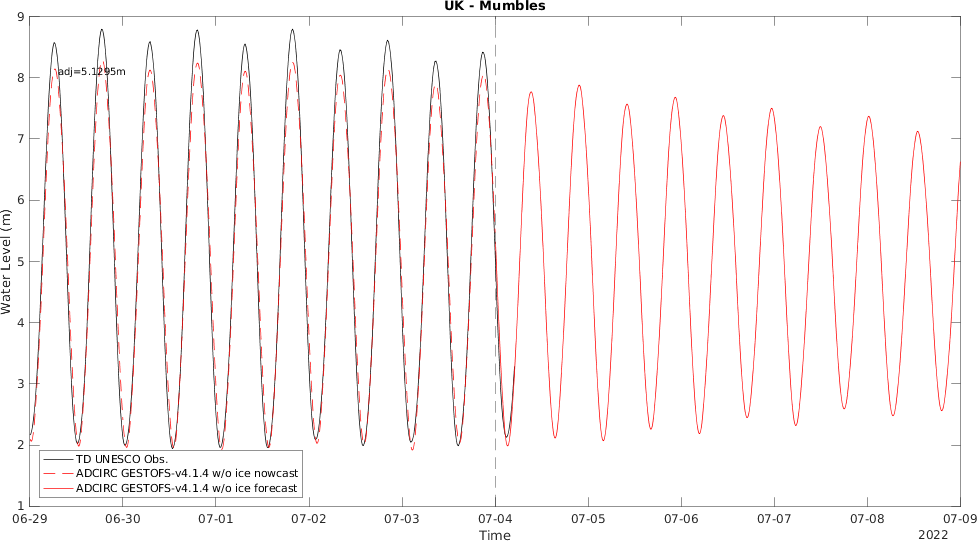 UK - Mumbles
9
8
7
6
5
4
3
2
1
Water Level (m)
adj=5.1295m
TD UNESCO Obs.
ADCIRC GESTOFS-v4.1.4 w/o ice nowcast
ADCIRC GESTOFS-v4.1.4 w/o ice forecast
06-29 06-30 07-01 07-02 07-03 07-04 07-05 07-06 07-07 07-08 07-09
Time
2022